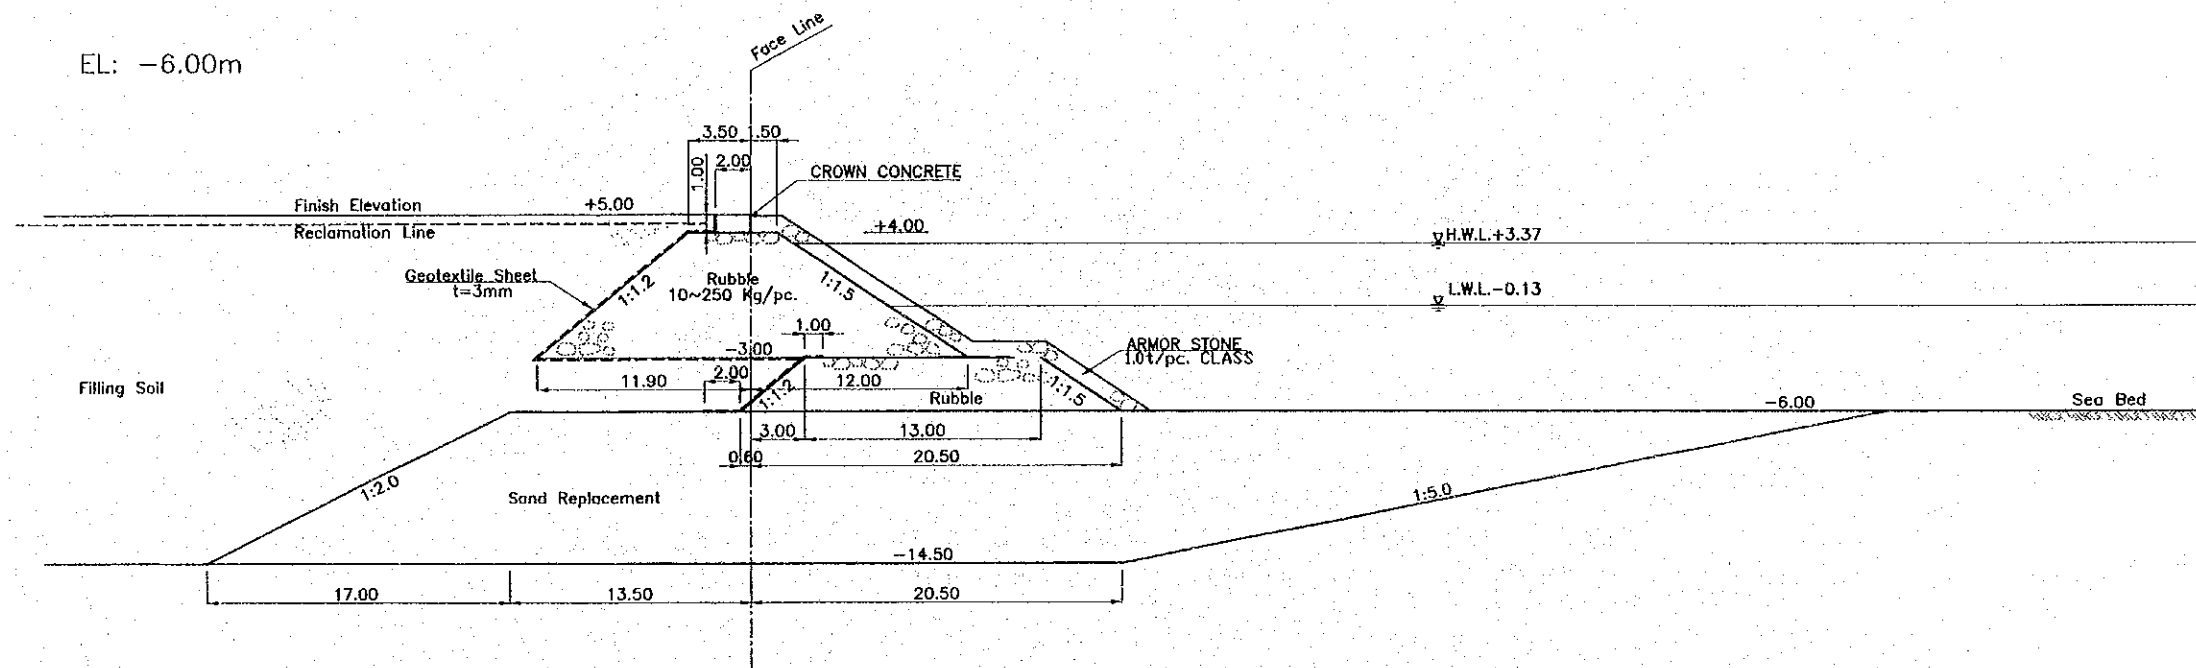 Face Line
EL: -6.00m
3.50 1.50
1.00
2.00
CROWN CONCRETE
Finish Elevation
+5.00
+4.00
Reclamation Line
H.W.L.+3.37
Geotextile Sheet
t=3mm
1:1.2
Rubble
10~250 Kg/pc.
1:1.5
L.W.L.-0.13
1.00
-3.00
ARMOR STONE
1.0t/pc. CLASS
Filling Soil
11.90
2.00
1:1.2
12.00
Rubble
1:1.5
-6.00
Sea Bed
3.00
13.00
0.60
20.50
1:2.0
Sand Replacement
1:5.0
-14.50
17.00
13.50
20.50